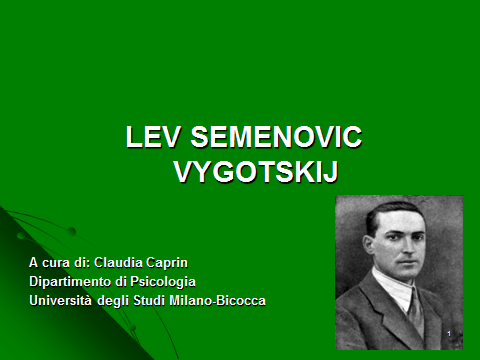 LEV SEMENOVIC
VYGOTSKIJ
A cura di: Claudia Caprin
Dipartimento di Psicologia
Università degli Studi Milano-Bicocca
1